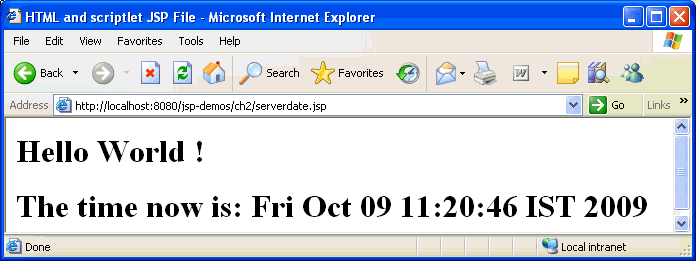 HTML and scriptlet JSP File - Microsoft Internet Explorer
File Edit View Favorites Tools Help
Back Search Favorites W
Address http://localhost:8080/jsp-demos/ch2/serverdate.jsp Go Links »
Hello World !
The time now is: Fri Oct 09 11:20:46 IST 2009
Done Local intranet